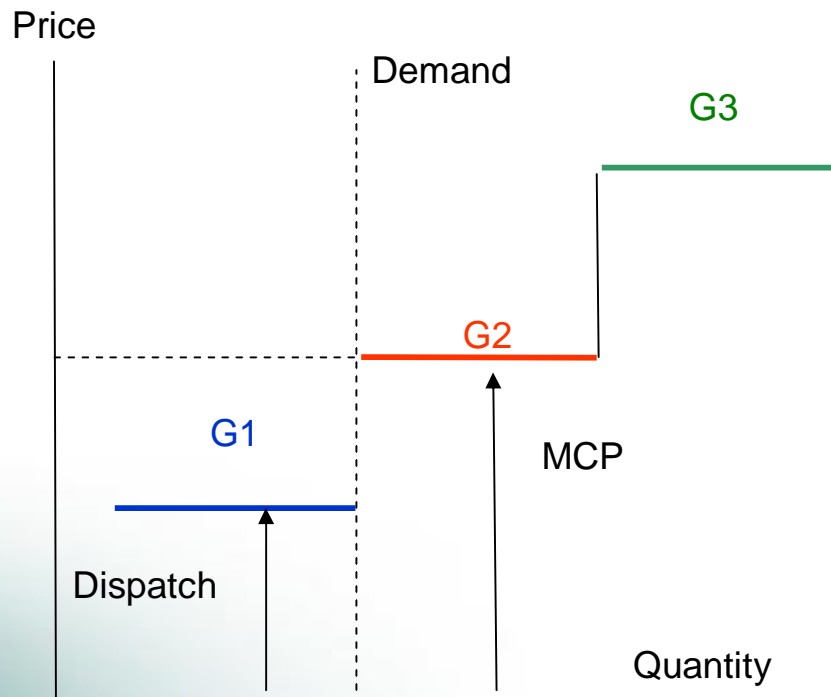 Price
Demand
G3
G2
G1
MCP
Dispatch
Quantity